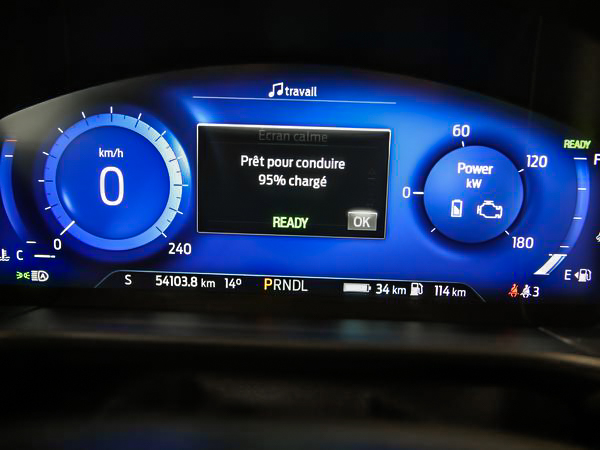 travail
Ecran calme
Prêt pour conduire
95% chargé
READY OK
km/h
0
0
240
Power
kW
0
60
120
180
READY
F
C
E
S 54103.8 km 14° PRNDL 34 km 114 km
3